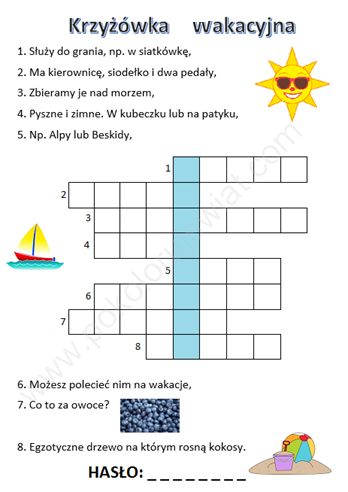 Krzyżówka wakacyjna
1. Służy do grania, np. w siatkówkę,
2. Ma kierownicę, siodełko i dwa pedały,
3. Zbieramy je nad morzem,
4. Pyszne i zimne. W kubeczku lub na patyku,
5. Np. Alpy lub Beskidy,
1
2
3
4
5
6
7
8
www.pokolorujswiat.com
6. Możesz polecieć nim na wakacje,
7. Co to za owoce?
8. Egzotyczne drzewo na którym rosną kokosy.
HASŁO: _ _ _ _ _ _ _ _